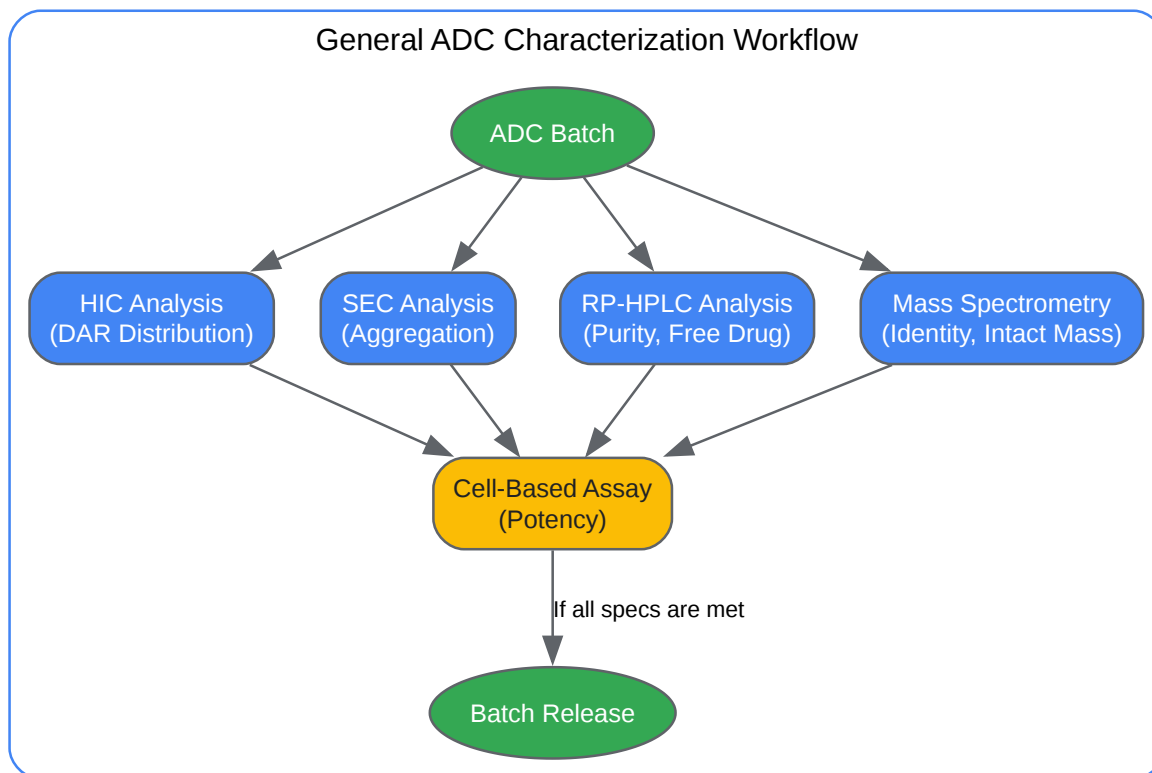 General ADC Characterization Workflow
ADC Batch
HIC Analysis
(DAR Distribution)
SEC Analysis
(Aggregation)
RP-HPLC Analysis
(Purity, Free Drug)
Mass Spectrometry
(Identity, Intact Mass)
Cell-Based Assay
(Potency)
If all specs are met
Batch Release